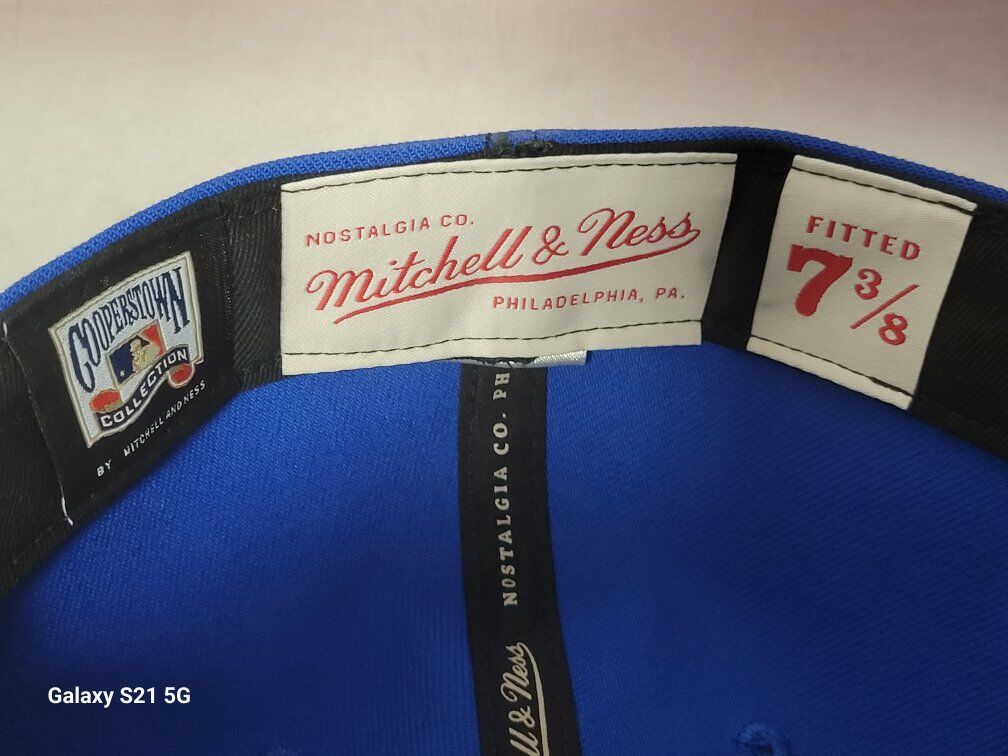 COOPERSTOWN
COLLECTION
BY MITCHELL AND NESS
NOSTALGIA CO.
Mitchell & Ness
PHILADELPHIA, PA.
FITTED
7 3/8
NOSTALGIA CO. PH
ll & Ness
Galaxy S21 5G